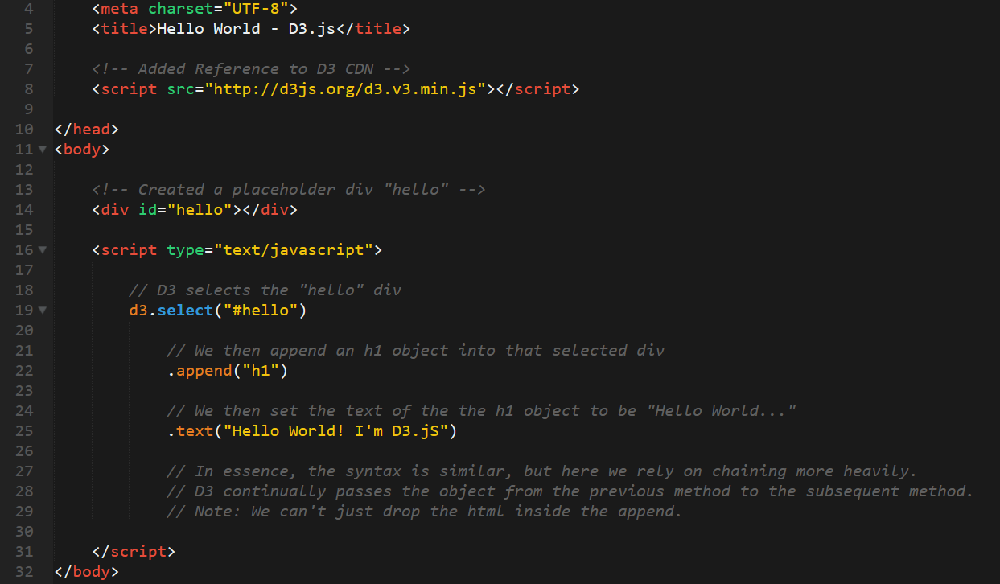 4 <meta charset="UTF-8">
5 <title>Hello World - D3.js</title>
6
7 <!-- Added Reference to D3 CDN -->
8 <script src="http://d3js.org/d3.v3.min.js"></script>
9
10 </head>
11 <body>
12
13 <!-- Created a placeholder div "hello" -->
14 <div id="hello"></div>
15
16 <script type="text/javascript">
17
18 // D3 selects the "hello" div
19 d3.select("#hello")
20
21 // We then append an h1 object into that selected div
22 .append("h1")
23
24 // We then set the text of the the h1 object to be "Hello World..."
25 .text("Hello World! I'm D3.jS")
26
27 // In essence, the syntax is similar, but here we rely on chaining more heavily.
28 // D3 continually passes the object from the previous method to the subsequent method.
29 // Note: We can't just drop the html inside the append.
30
31 </script>
32 </body>